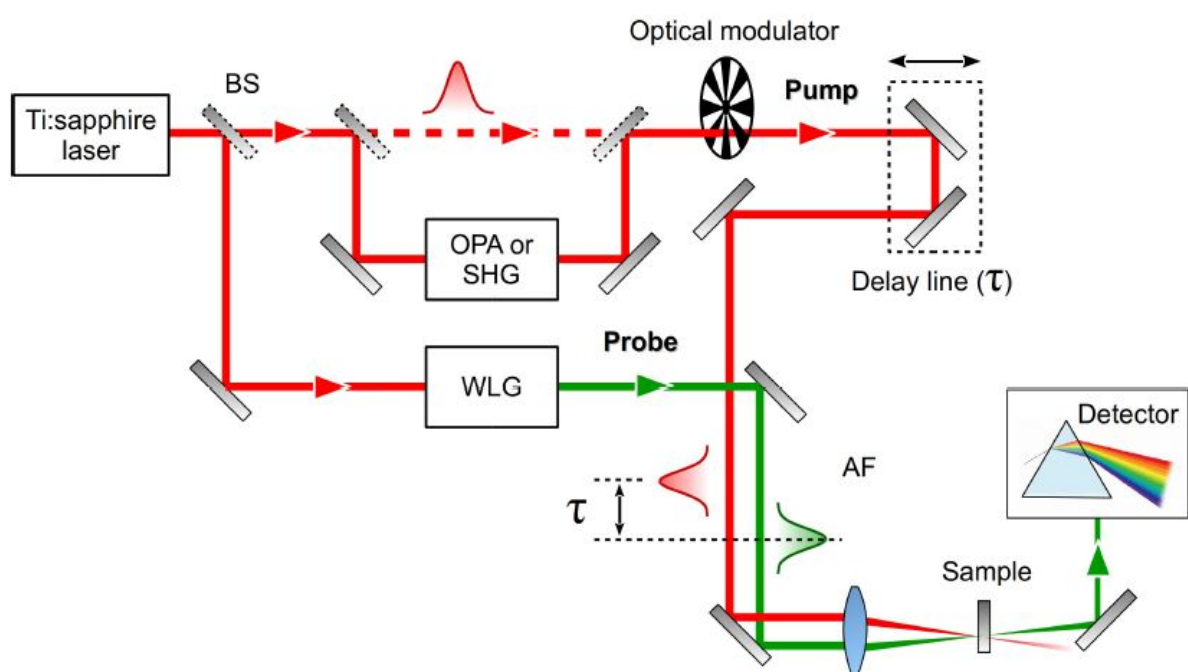 Optical modulator
BS
Pump
Ti:sapphire
laser
OPA or
SHG
Delay line (τ)
Probe
WLG
Detector
AF
τ
Sample